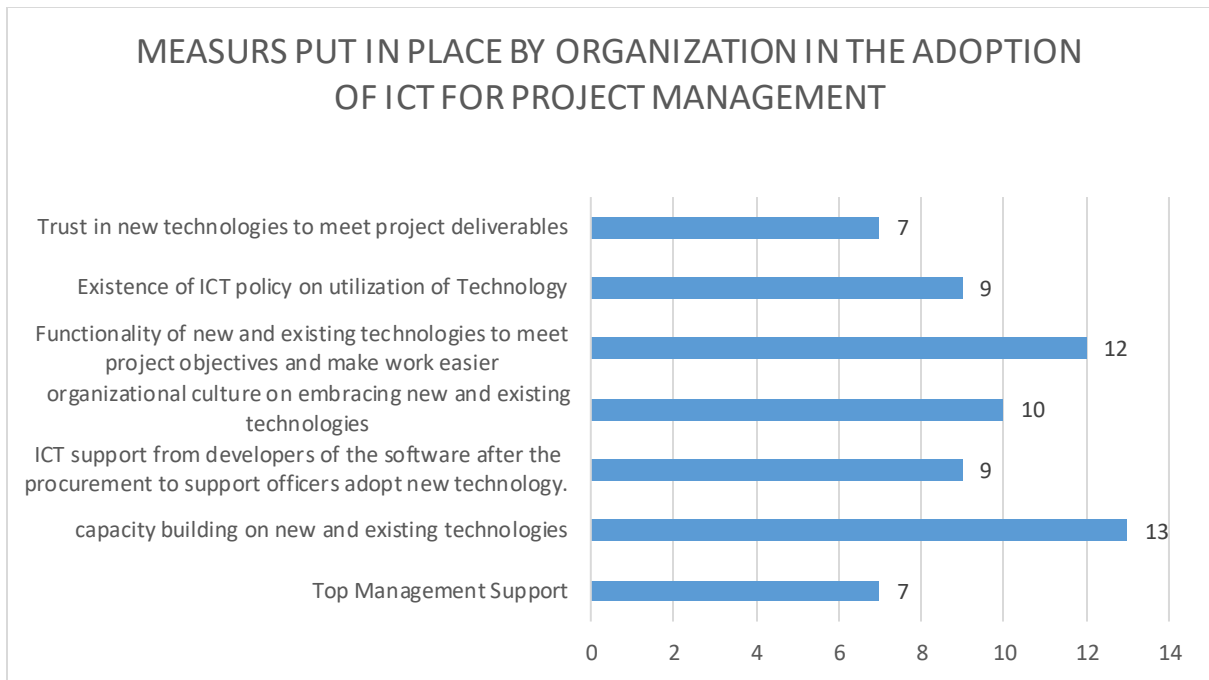 MEASURS PUT IN PLACE BY ORGANIZATION IN THE ADOPTION
OF ICT FOR PROJECT MANAGEMENT
Trust in new technologies to meet project deliverables
7
Existence of ICT policy on utilization of Technology
9
Functionality of new and existing technologies to meet
project objectives and make work easier
12
organizational culture on embracing new and existing
technologies
10
ICT support from developers of the software after the
procurement to support officers adopt new technology.
9
capacity building on new and existing technologies
13
Top Management Support
7
0 2 4 6 8 10 12 14